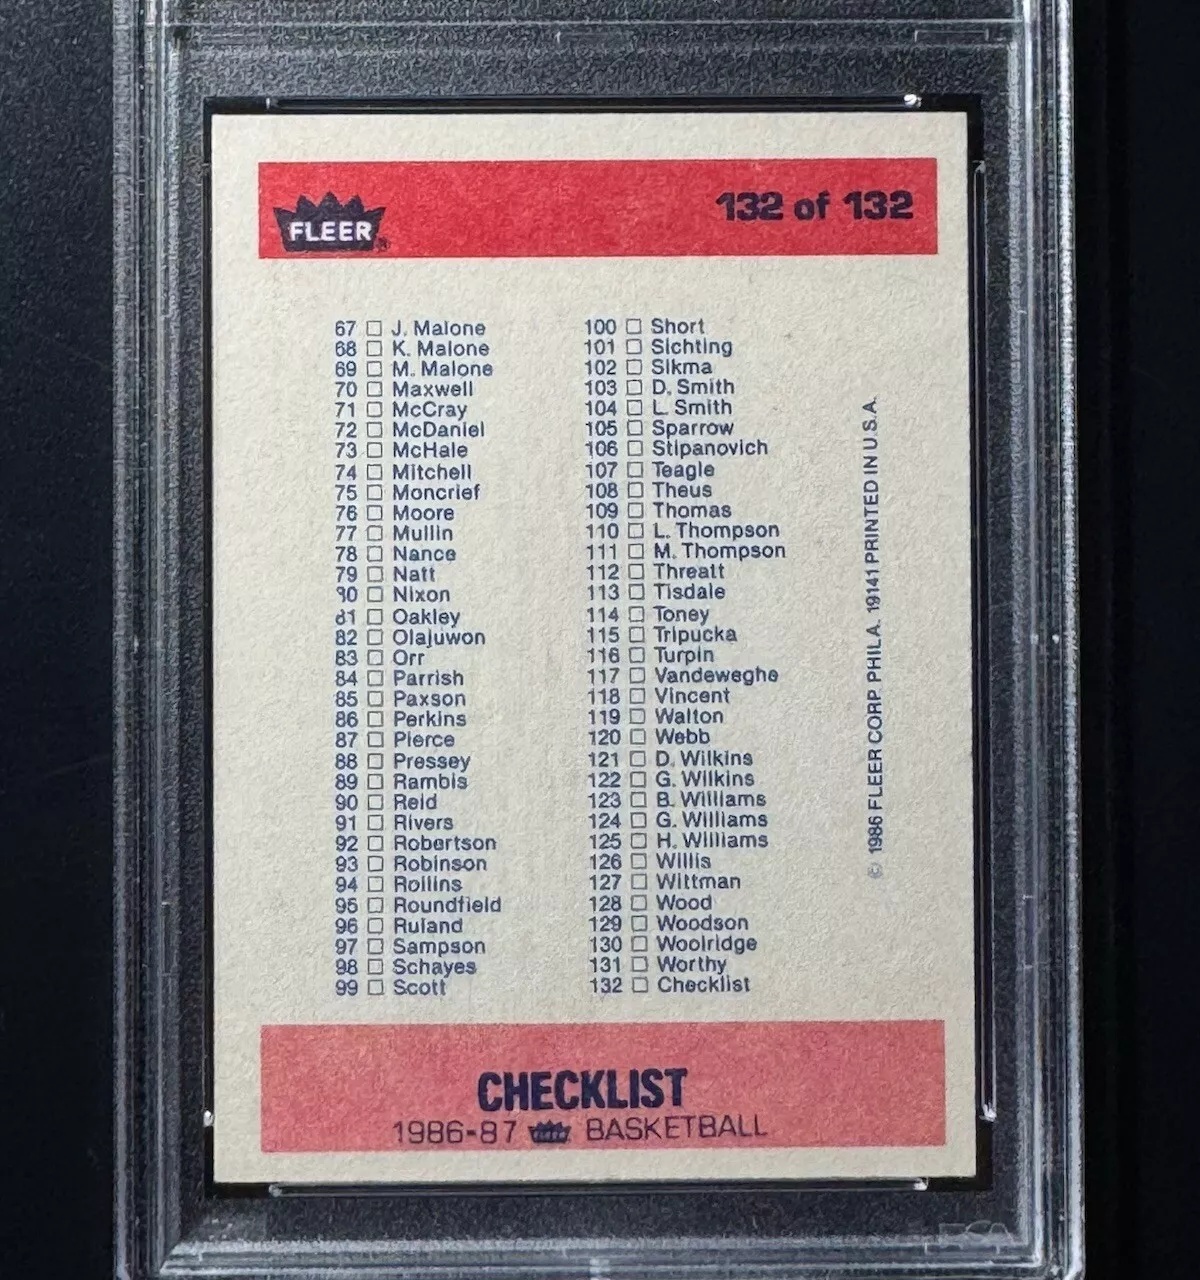 FLEER
132 of 132
67 J. Malone
68 K. Malone
69 M. Malone
70 Maxwell
71 McCray
72 McDaniel
73 McHale
74 Mitchell
75 Moncrief
76 Moore
77 Mullin
78 Nance
79 Natt
80 Nixon
81 Oakley
82 Olajuwon
83 Orr
84 Parrish
85 Paxson
86 Perkins
87 Pierce
88 Pressey
89 Rambis
90 Reid
91 Rivers
92 Robertson
93 Robinson
94 Rollins
95 Roundfield
96 Ruland
97 Sampson
98 Schayes
99 Scott
100 Short
101 Sichting
102 Sikma
103 D. Smith
104 L. Smith
105 Sparrow
106 Stipanovich
107 Teagle
108 Theus
109 Thomas
110 L. Thompson
111 M. Thompson
112 Threatt
113 Tisdale
114 Toney
115 Tripucka
116 Turpin
117 Vandeweghe
118 Vincent
119 Walton
120 Webb
121 D. Wilkins
122 G. Wilkins
123 B. Williams
124 G. Williams
125 H. Williams
126 Willis
127 Wittman
128 Wood
129 Woodson
130 Woolridge
131 Worthy
132 Checklist
© 1986 FLEER CORP. PHILA. 19141 PRINTED IN U.S.A.
CHECKLIST
1986-87 FLEER BASKETBALL
PSA